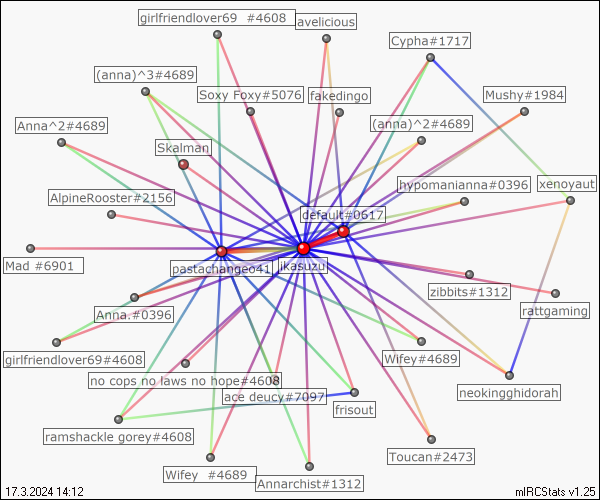 girlfriendlover69 #4608
avelicious
Cypha#1717
(anna)^3#4689
Soxy Foxy#5076
fakedingo
Mushy#1984
Anna^2#4689
(anna)^2#4689
Skalman
hypomanianna#0396
xenoyaut
AlpineRooster#2156
default#0617
Mad #6901
pastachangeo41
jkasuzu
zibbits#1312
rattgaming
Anna.#0396
girlfriendlover69#4608
Wifey#4689
no cops no laws no hope#4608
ace deucy#7097
neokingghidorah
frisout
ramshackle gorey#4608
Toucan#2473
Wifey #4689
Annarchist#1312
17.3.2024 14:12
mIRCStats v1.25